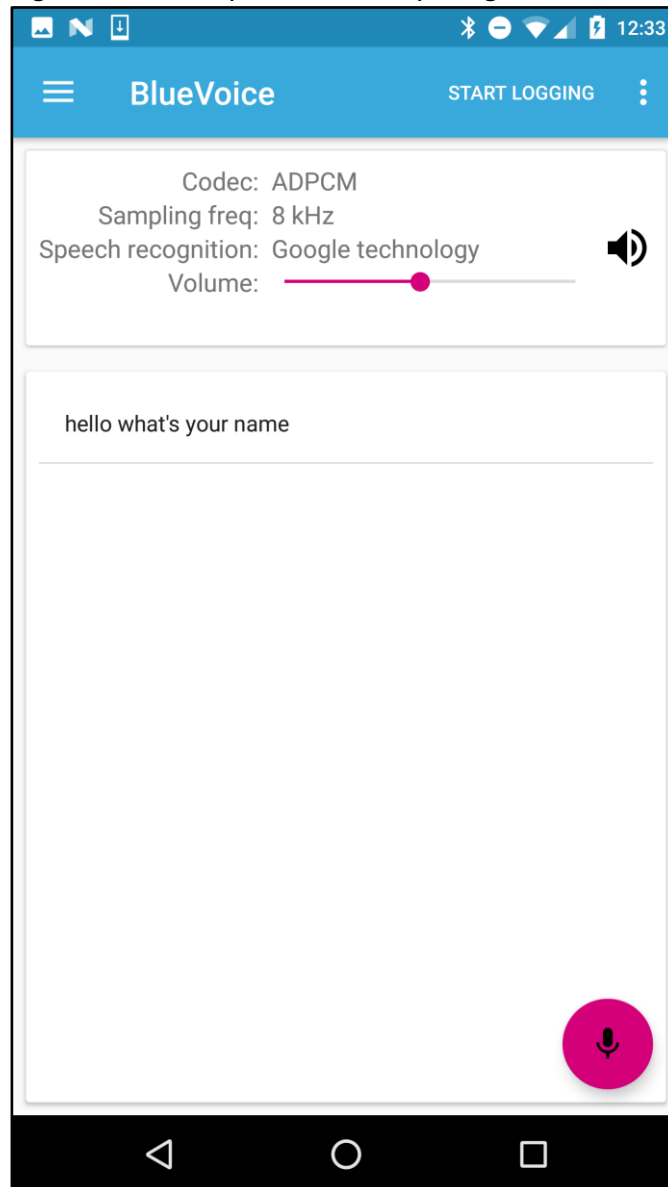 12:33
BlueVoice START LOGGING
Codec: ADPCM
Sampling freq: 8 kHz
Speech recognition: Google technology
Volume:
hello what's your name